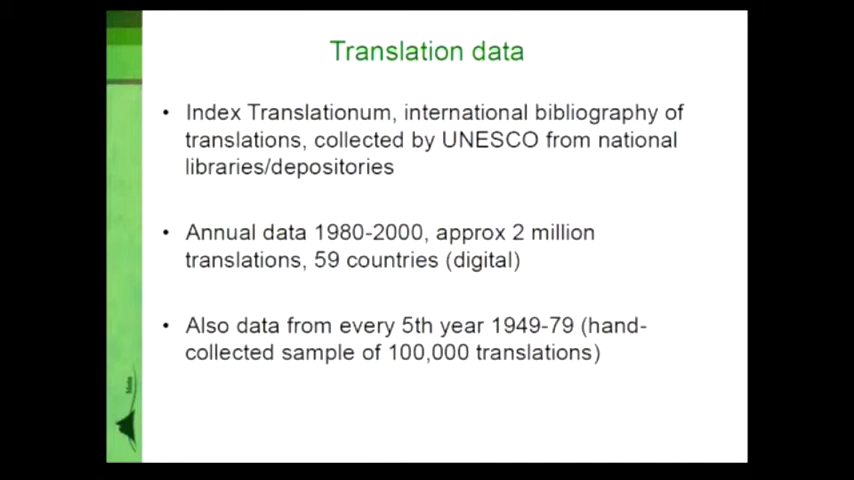 Translation data
• Index Translationum, international bibliography of
translations, collected by UNESCO from national
libraries/depositories
• Annual data 1980-2000, approx 2 million
translations, 59 countries (digital)
• Also data from every 5th year 1949-79 (hand-
collected sample of 100,000 translations)